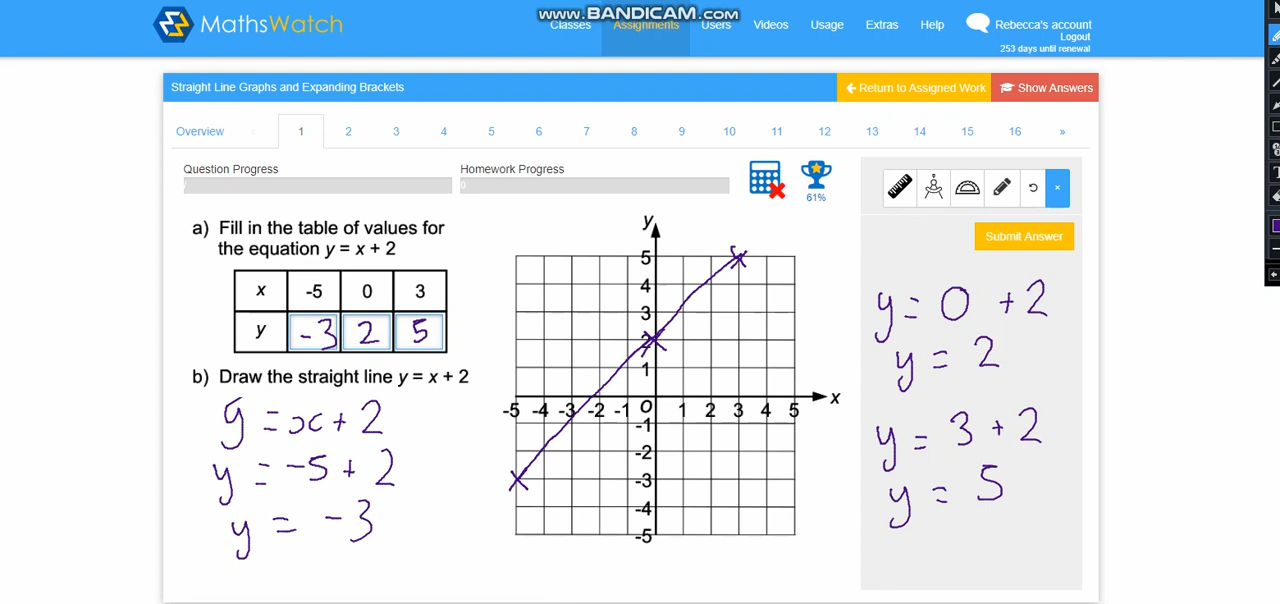 www.BANDICAM.com
MathsWatch
Classes Assignments Users Videos Usage Extras Help Rebecca's account
Logout
253 days until renewal
Straight Line Graphs and Expanding Brackets Return to Assigned Work Show Answers
Overview « 1 2 3 4 5 6 7 8 9 10 11 12 13 14 15 16 »
Question Progress Homework Progress
0
61%
a) Fill in the table of values for
the equation y = x + 2
x -5 0 3
y -3 2 5
b) Draw the straight line y = x + 2
y = x + 2
y = -5 + 2
y = -3
y
5
4
3
2
1
-5 -4 -3 -2 -1 O 1 2 3 4 5 x
-1
-2
-3
-4
-5
Submit Answer
y = 0 + 2
y = 2
y = 3 + 2
y = 5